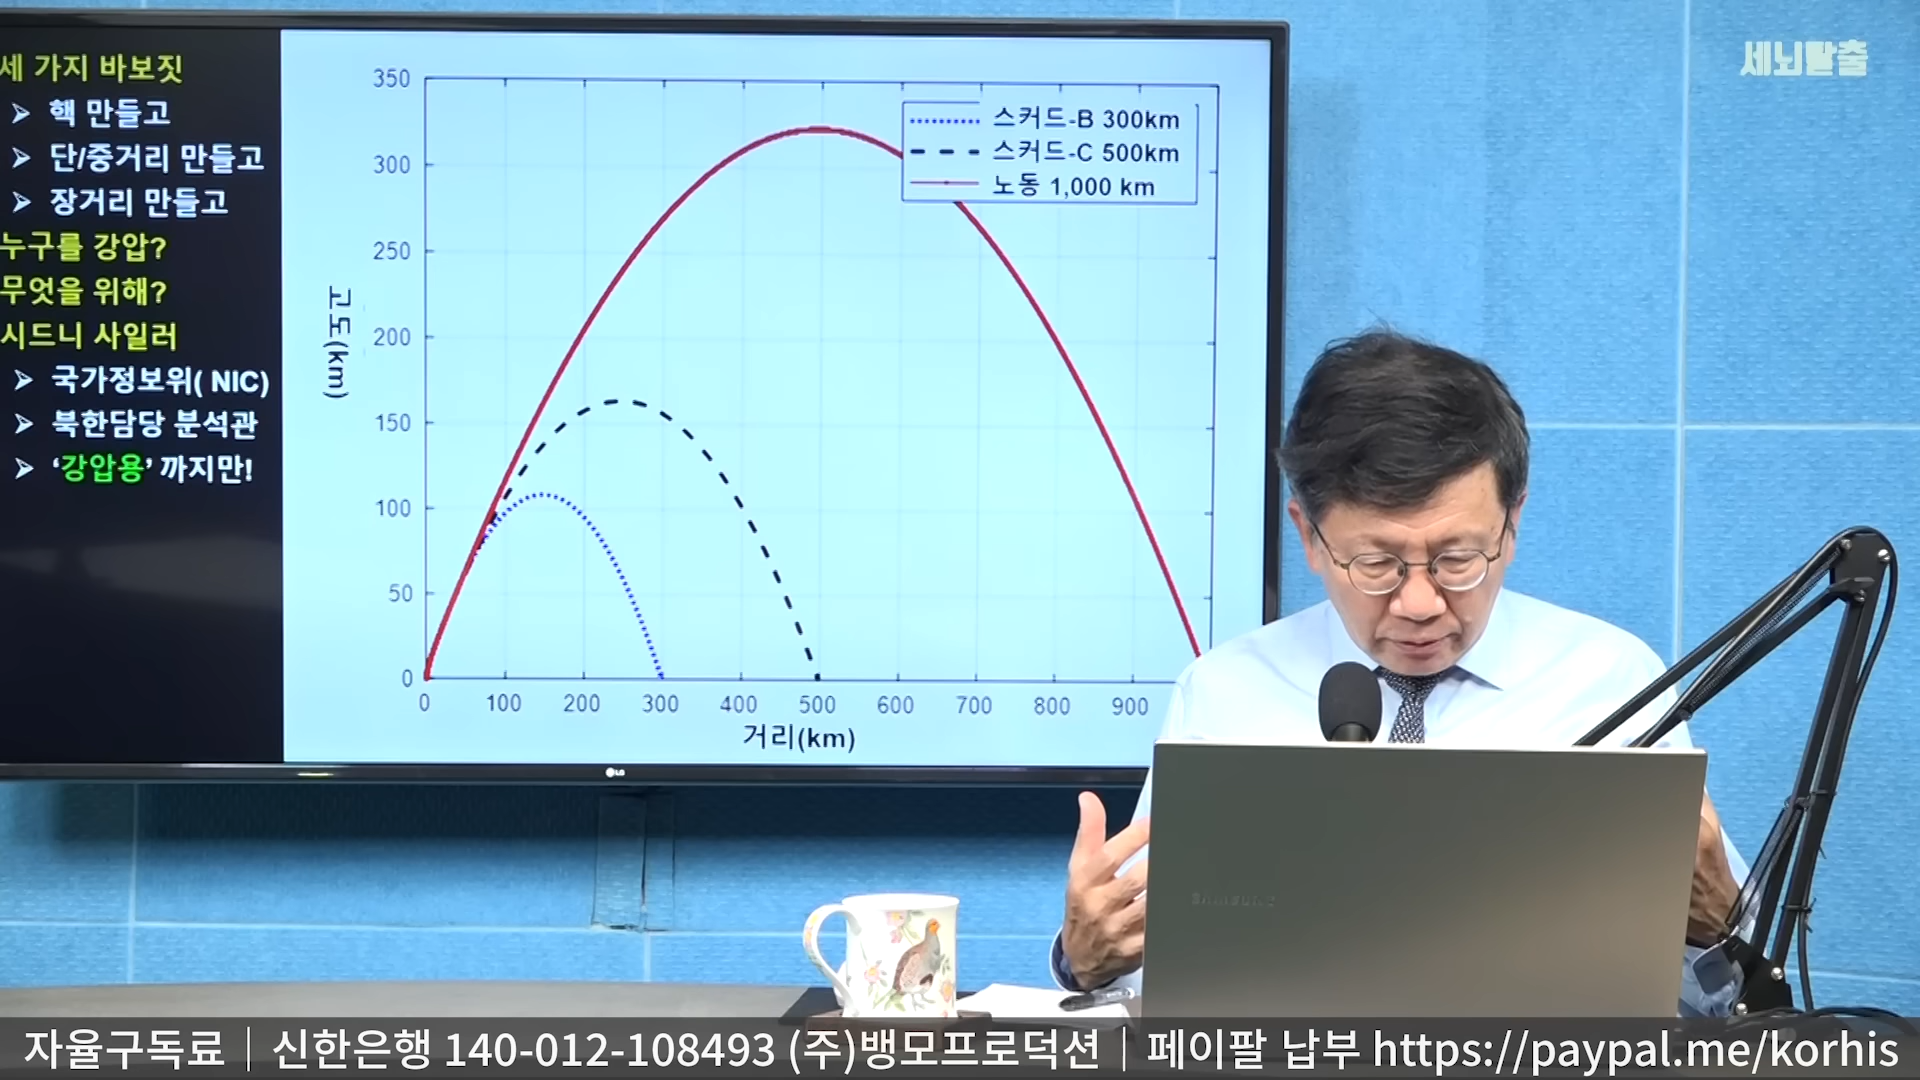 세뇌탈출
세 가지 바보짓
➢ 핵 만들고
➢ 단/중거리 만들고
➢ 장거리 만들고
누구를 강압?
무엇을 위해?
시드니 사일러
➢ 국가정보위( NIC)
➢ 북한담당 분석관
➢ ‘강압용’ 까지만!
스커드-B 300km
스커드-C 500km
노동 1,000 km
고도(km)
350
300
250
200
150
100
50
0
0 100 200 300 400 500 600 700 800 900
거리(km)
LG
SAMSUNG
자율구독료│신한은행 140-012-108493 (주)뱅모프로덕션│페이팔 납부 https://paypal.me/korhis